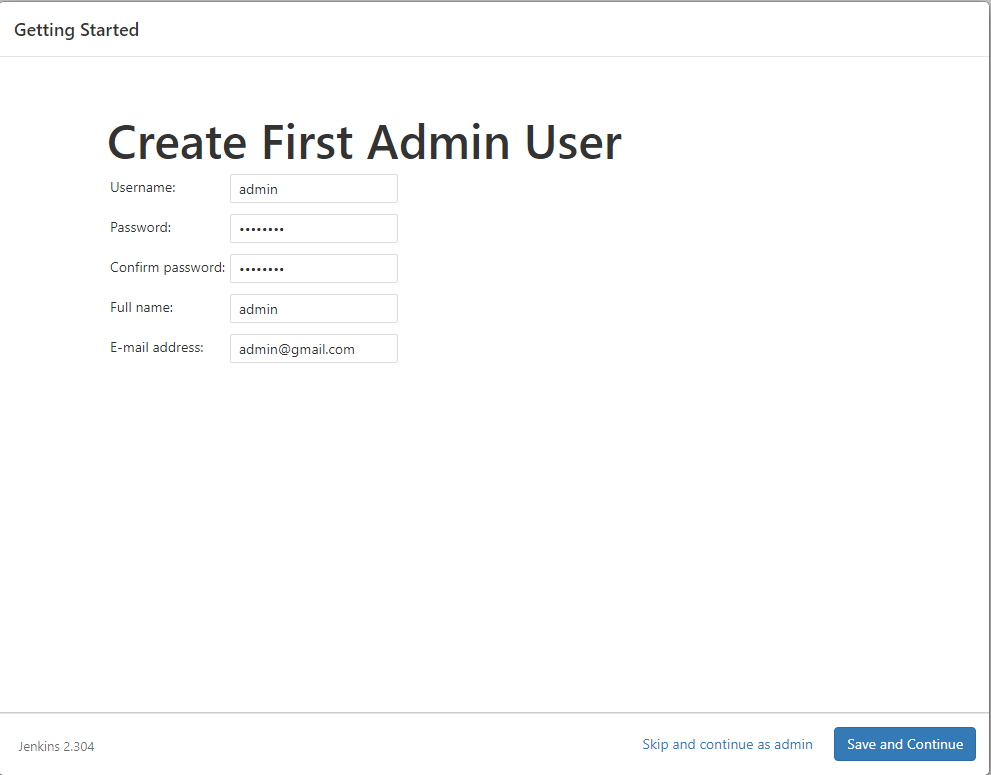 Getting Started
Create First Admin User
Username: admin
Password: ••••••••
Confirm password: ••••••••
Full name: admin
E-mail address: admin@gmail.com
Jenkins 2.304 Skip and continue as admin Save and Continue